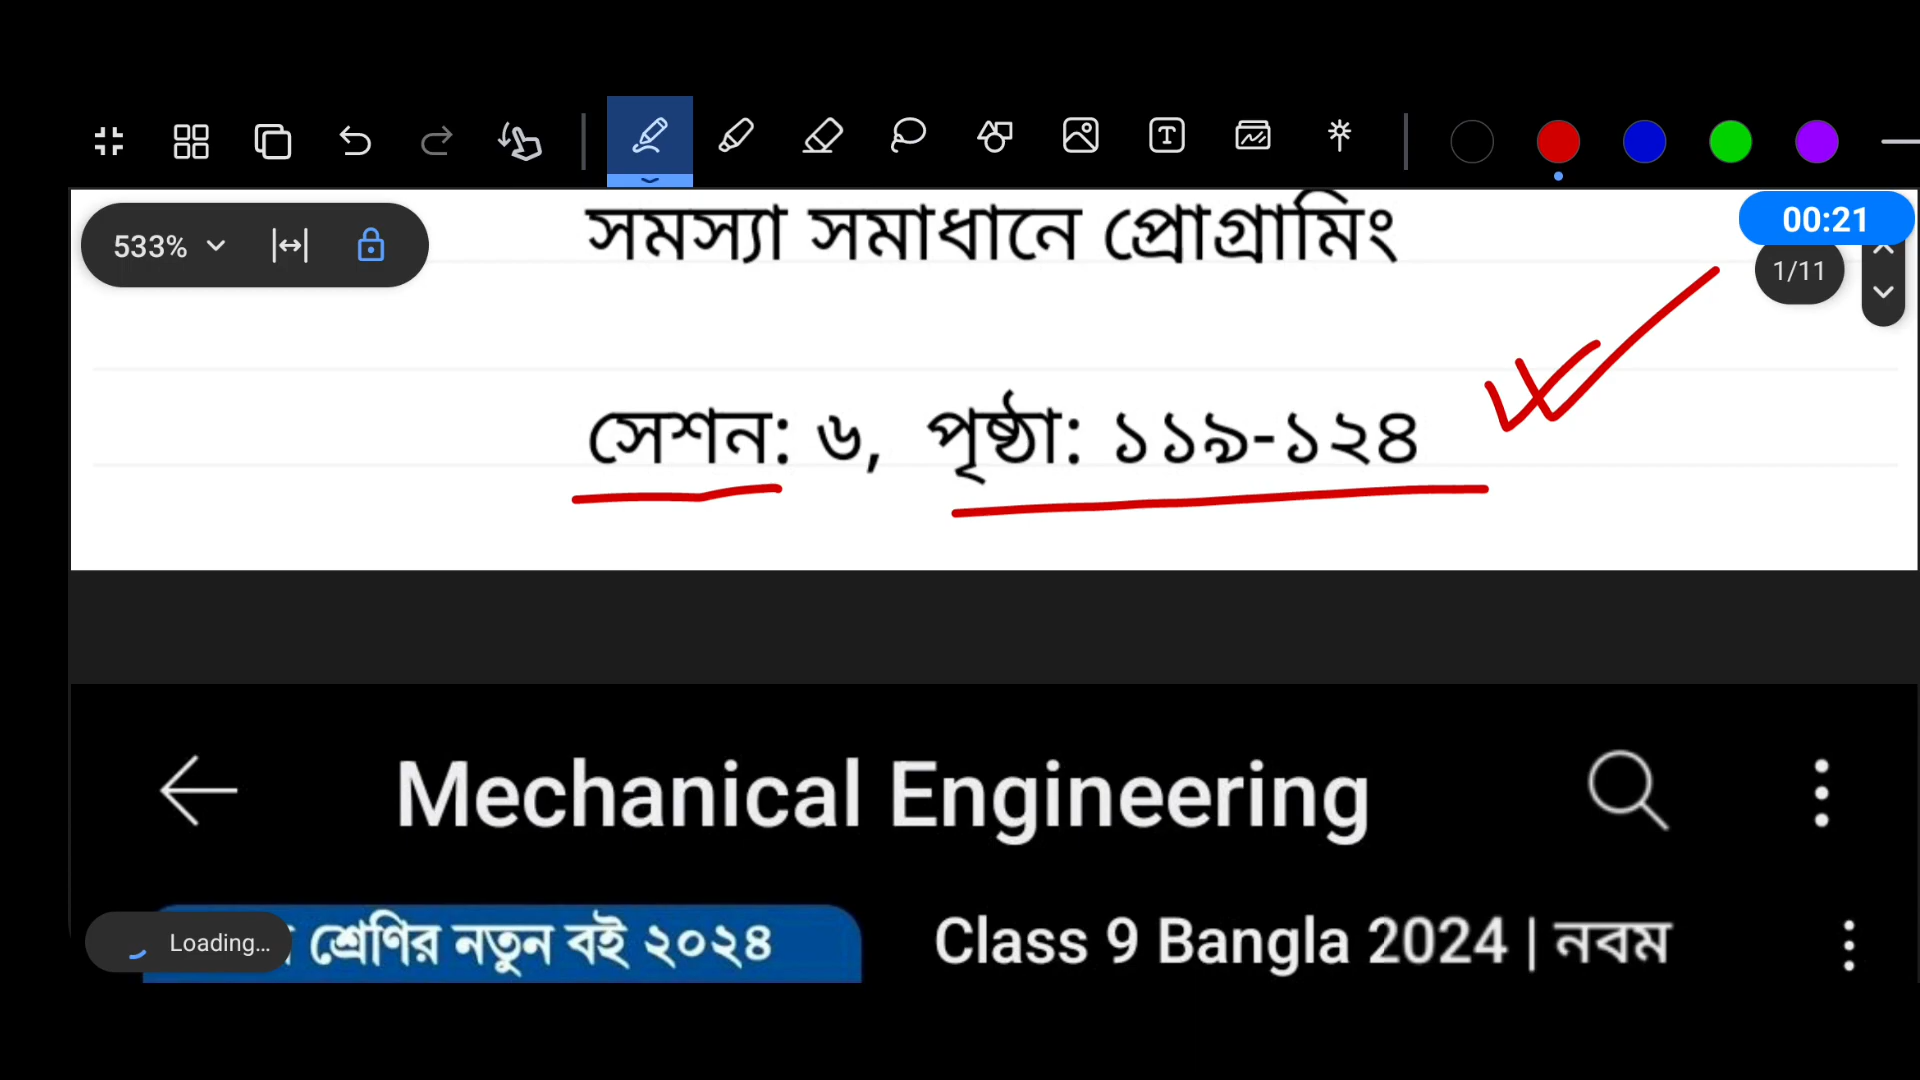 533%
00:21
1/11
সমস্যা সমাধানে প্রোগ্রামিং
সেশন: ৬, পৃষ্ঠা: ১১৯-১২৪
Mechanical Engineering
শ্রেণির নতুন বই ২০২৪
Class 9 Bangla 2024 | নবম
Loading...